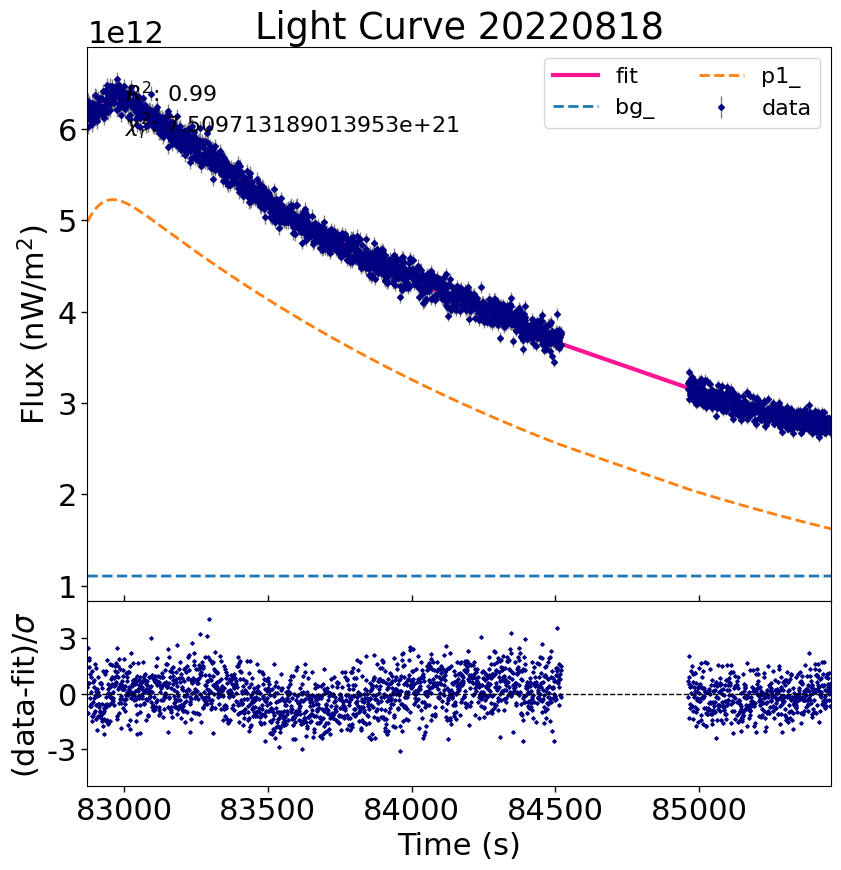 Light Curve 20220818
1e12
R²: 0.99
χᵣ²: 7.509713189013953e+21
fit
bg_
p1_
data
6
5
4
3
2
1
Flux (nW/m²)
3
0
-3
(data-fit)/σ
83000 83500 84000 84500 85000
Time (s)